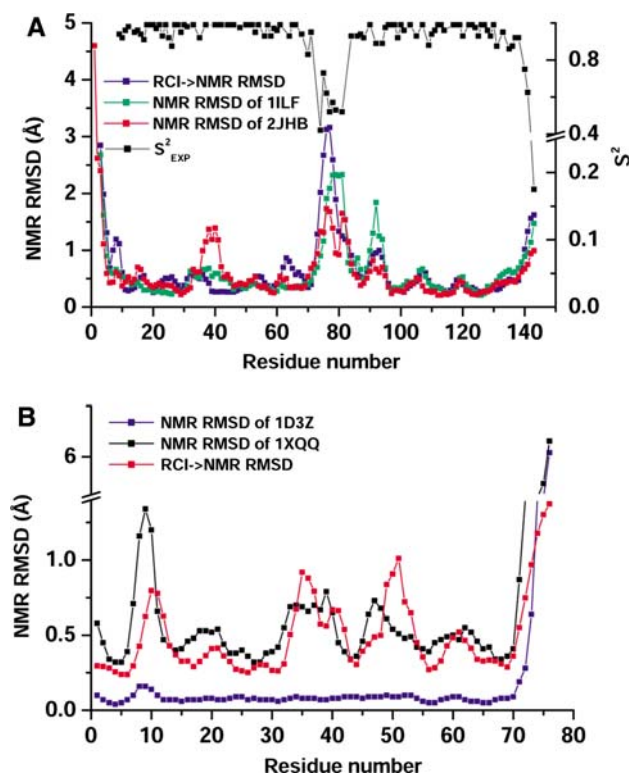 A
5
4
3
2
1
0
NMR RMSD (Å)
RCI->NMR RMSD
NMR RMSD of 1ILF
NMR RMSD of 2JHB
S²EXP
0.8
0.4
0.2
0.1
0.0
S²
0 20 40 60 80 100 120 140
Residue number
B
NMR RMSD of 1D3Z
NMR RMSD of 1XQQ
RCI->NMR RMSD
6
1.0
0.5
0.0
NMR RMSD (Å)
0 10 20 30 40 50 60 70 80
Residue number